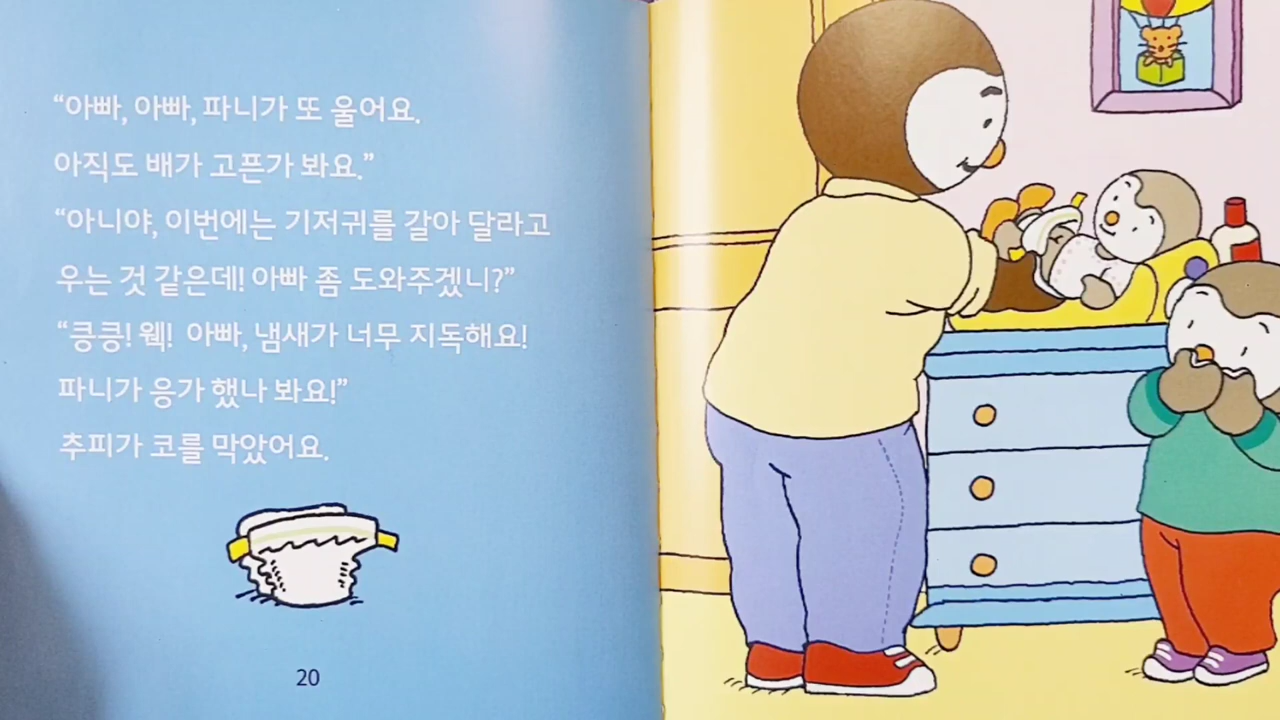 “아빠, 아빠, 파니가 또 울어요.
아직도 배가 고픈가 봐요.”
“아니야, 이번에는 기저귀를 갈아 달라고
우는 것 같은데! 아빠 좀 도와주겠니?”
“킁킁! 웩! 아빠, 냄새가 너무 지독해요!
파니가 응가 했나 봐요!”
추피가 코를 막았어요.
20